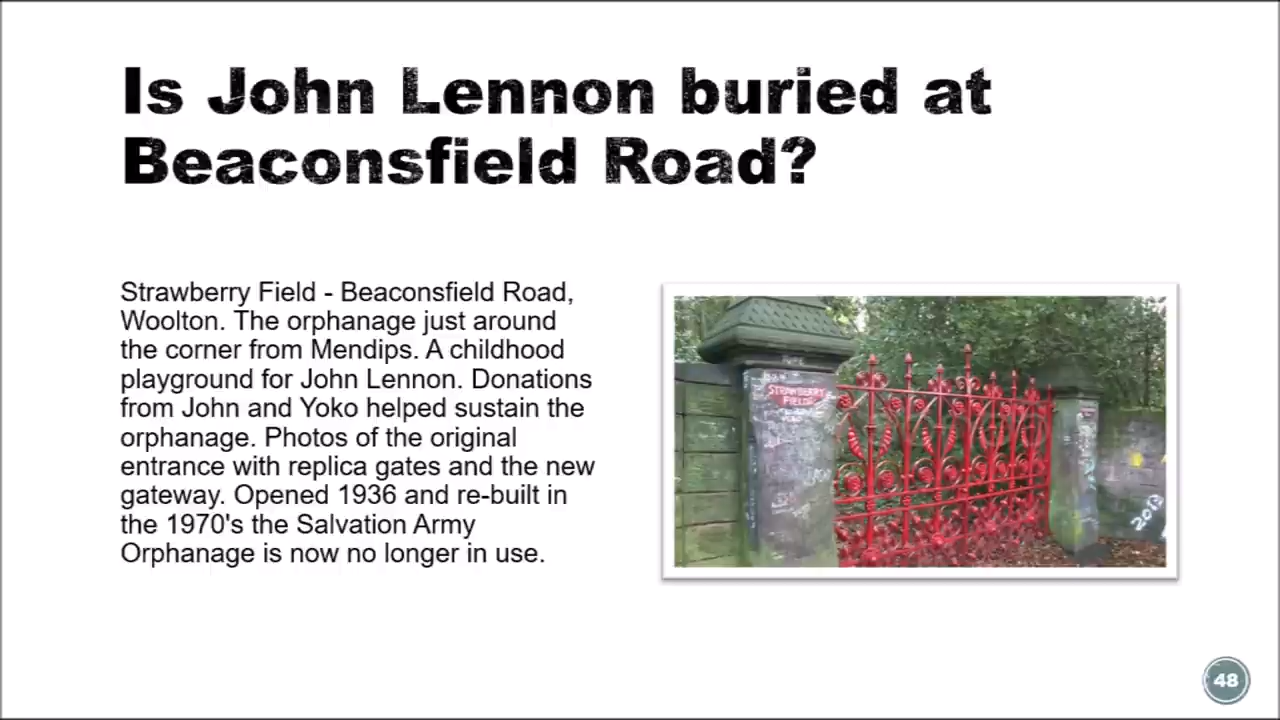 Is John Lennon buried at
Beaconsfield Road?
Strawberry Field - Beaconsfield Road,
Woolton. The orphanage just around
the corner from Mendips. A childhood
playground for John Lennon. Donations
from John and Yoko helped sustain the
orphanage. Photos of the original
entrance with replica gates and the new
gateway. Opened 1936 and re-built in
the 1970's the Salvation Army
Orphanage is now no longer in use.
STRAWBERRY
FIELDS
2013
48